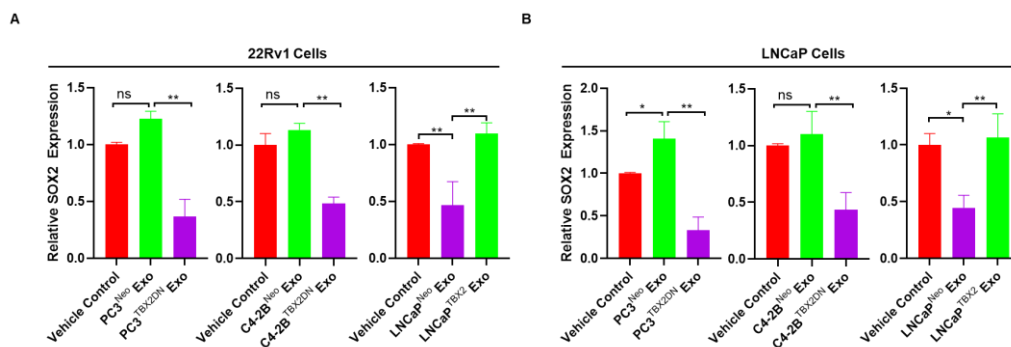 A
B
22Rv1 Cells
LNCaP Cells
Relative SOX2 Expression
1.5
1.0
0.5
0.0
ns
**
Vehicle Control
PC3Neo Exo
PC3TBX2DN Exo
1.5
1.0
0.5
0.0
ns
**
Vehicle Control
C4-2BNeo Exo
C4-2BTBX2DN Exo
1.5
1.0
0.5
0.0
**
**
Vehicle Control
LNCaPNeo Exo
LNCaPTBX2 Exo
Relative SOX2 Expression
2.0
1.5
1.0
0.5
0.0
*
**
Vehicle Control
PC3Neo Exo
PC3TBX2DN Exo
1.5
1.0
0.5
0.0
ns
**
Vehicle Control
C4-2BNeo Exo
C4-2BTBX2DN Exo
1.5
1.0
0.5
0.0
*
**
Vehicle Control
LNCaPNeo Exo
LNCaPTBX2 Exo